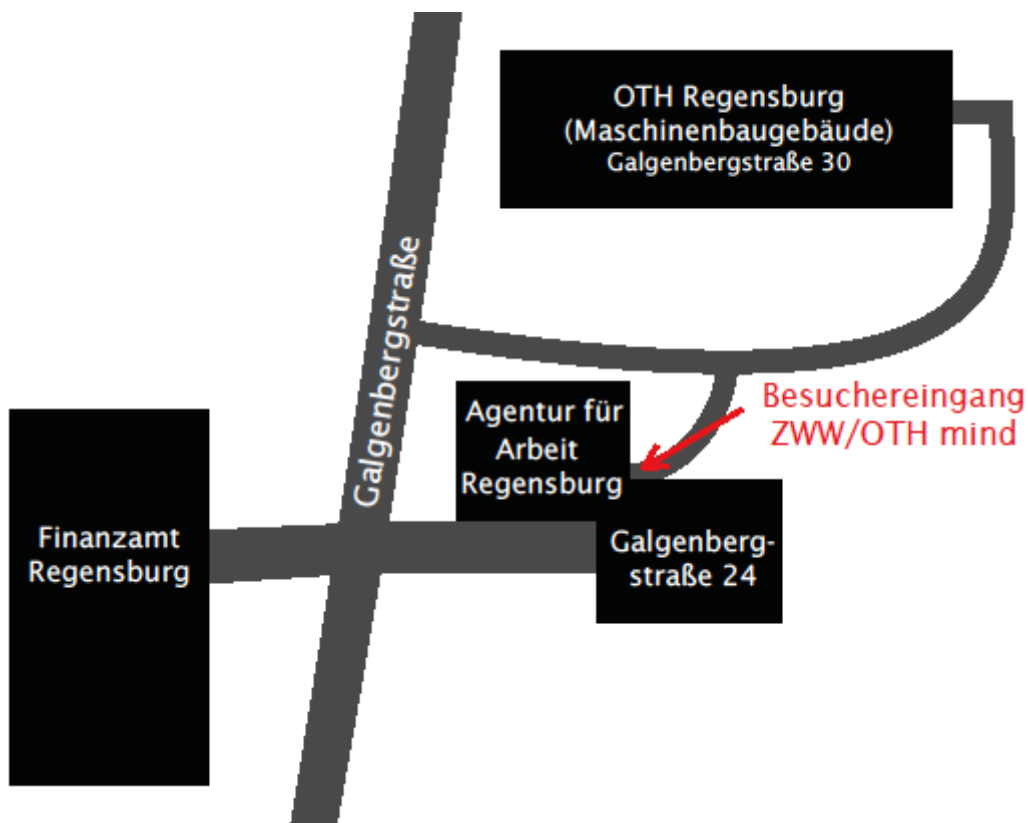 OTH Regensburg
(Maschinenbaugebäude)
Galgenbergstraße 30
Galgenbergstraße
Besuchereingang
ZWW/OTH mind
Agentur für
Arbeit
Regensburg
Finanzamt
Regensburg
Galgenberg-
straße 24